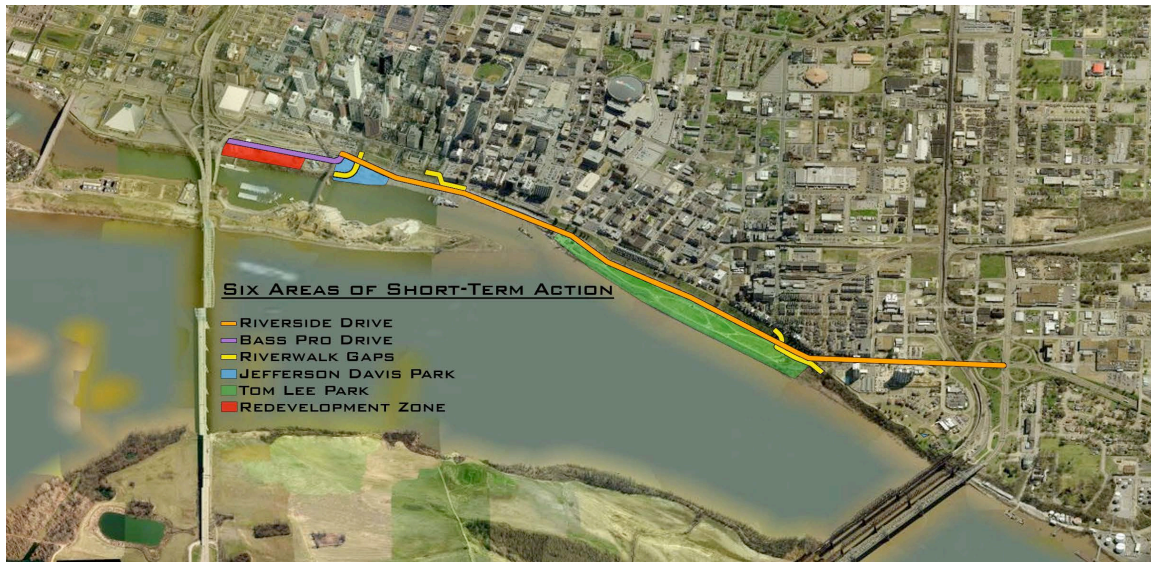 Six Areas of Short-Term Action
Riverside Drive
Bass Pro Drive
Riverwalk Gaps
Jefferson Davis Park
Tom Lee Park
Redevelopment Zone